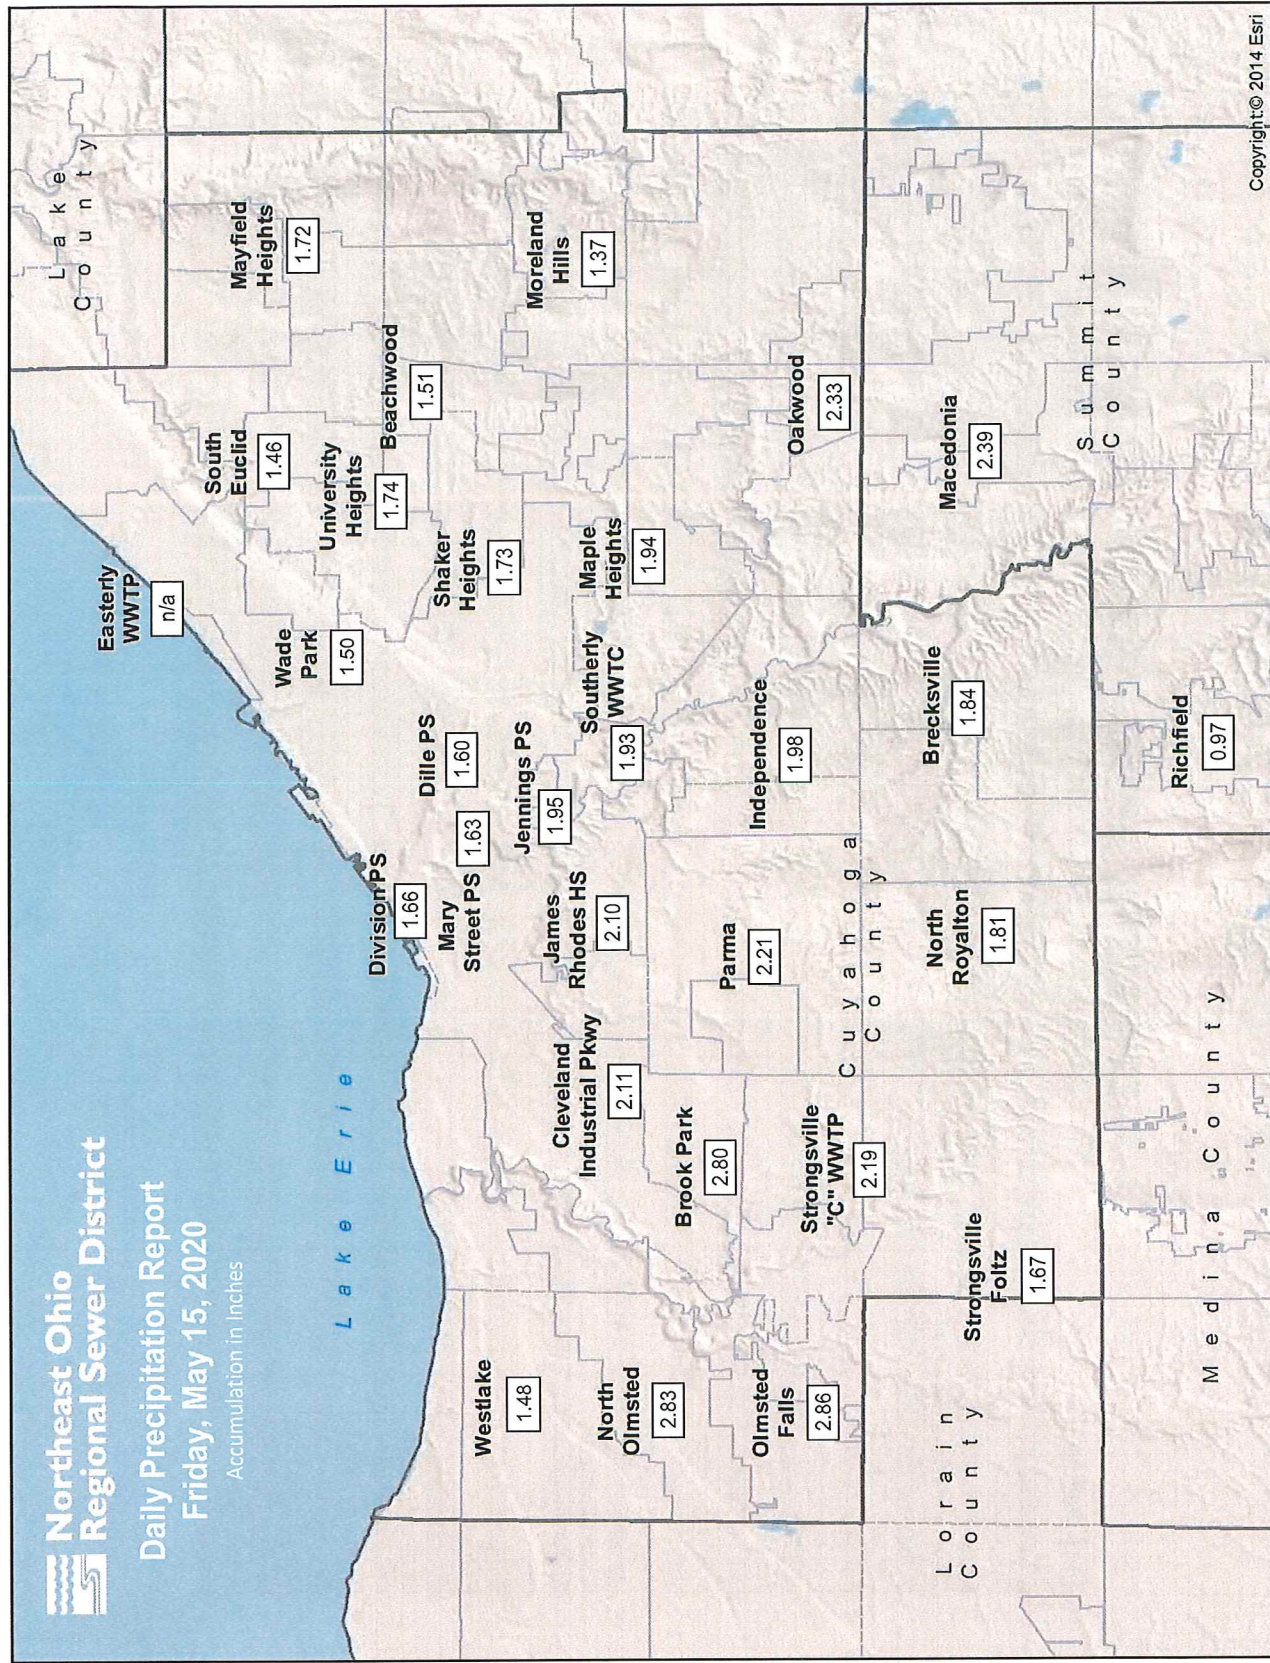 Northeast Ohio
Regional Sewer District
Daily Precipitation Report
Friday, May 15, 2020
Accumulation in Inches
Lake Erie
Lake
County
Easterly
WWTP
n/a
South
Euclid
1.46
Mayfield
Heights
1.72
Wade
Park
1.50
University
Heights
1.74
Beachwood
1.51
Division PS
1.66
Dille PS
1.60
Mary
Street PS
1.63
Shaker
Heights
1.73
Westlake
1.48
Jennings PS
1.95
Moreland
Hills
1.37
Cleveland
Industrial Pkwy
2.11
James
Rhodes HS
2.10
Southerly
WWTC
1.93
Maple
Heights
1.94
North
Olmsted
2.83
Brook Park
2.80
Parma
2.21
Independence
1.98
Oakwood
2.33
Olmsted
Falls
2.86
Strongsville
"C" WWTP
2.19
Cuyahoga
County
Lorain
County
Strongsville
Foltz
1.67
North
Royalton
1.81
Brecksville
1.84
Macedonia
2.39
Summit
County
Medina County
Richfield
0.97
Copyright:© 2014 Esri